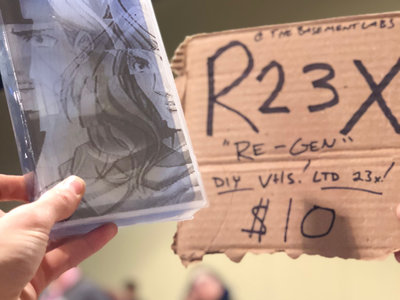 @ THE BASEMENT LABS
R23X
"RE-GEN"
DIY VHS! LTD 23x!
$10